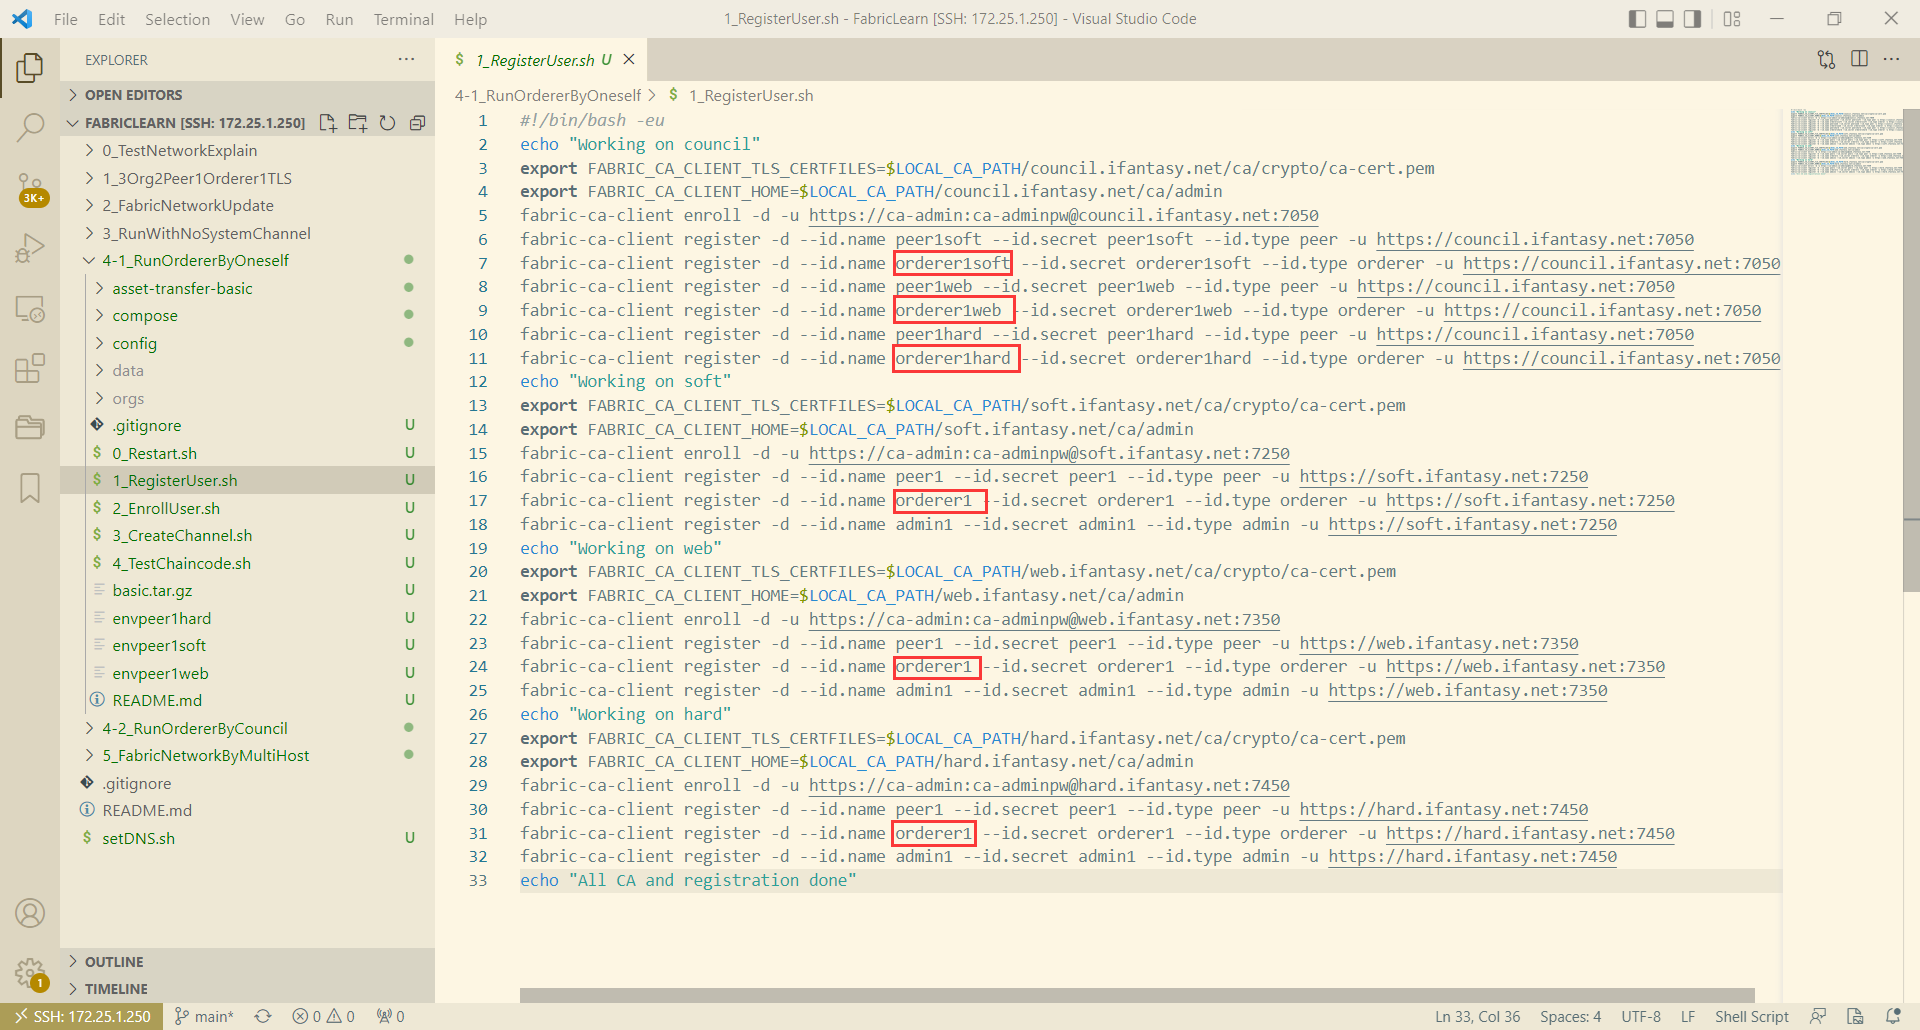 File Edit Selection View Go Run Terminal Help
1_RegisterUser.sh - FabricLearn [SSH: 172.25.1.250] - Visual Studio Code
EXPLORER
OPEN EDITORS
FABRICLEARN [SSH: 172.25.1.250]
0_TestNetworkExplain
1_3Org2Peer1Orderer1TLS
2_FabricNetworkUpdate
3_RunWithNoSystemChannel
4-1_RunOrdererByOneself
asset-transfer-basic
compose
config
data
orgs
.gitignore U
$ 0_Restart.sh U
$ 1_RegisterUser.sh U
$ 2_EnrollUser.sh U
$ 3_CreateChannel.sh U
$ 4_TestChaincode.sh U
basic.tar.gz U
envpeer1hard U
envpeer1soft U
envpeer1web U
README.md U
4-2_RunOrdererByCouncil
5_FabricNetworkByMultiHost
.gitignore
README.md
$ setDNS.sh U
OUTLINE
TIMELINE
3K+
1
$ 1_RegisterUser.sh U
4-1_RunOrdererByOneself > $ 1_RegisterUser.sh
1 #!/bin/bash -eu
2 echo "Working on council"
3 export FABRIC_CA_CLIENT_TLS_CERTFILES=$LOCAL_CA_PATH/council.ifantasy.net/ca/crypto/ca-cert.pem
4 export FABRIC_CA_CLIENT_HOME=$LOCAL_CA_PATH/council.ifantasy.net/ca/admin
5 fabric-ca-client enroll -d -u https://ca-admin:ca-adminpw@council.ifantasy.net:7050
6 fabric-ca-client register -d --id.name peer1soft --id.secret peer1soft --id.type peer -u https://council.ifantasy.net:7050
7 fabric-ca-client register -d --id.name orderer1soft --id.secret orderer1soft --id.type orderer -u https://council.ifantasy.net:7050
8 fabric-ca-client register -d --id.name peer1web --id.secret peer1web --id.type peer -u https://council.ifantasy.net:7050
9 fabric-ca-client register -d --id.name orderer1web --id.secret orderer1web --id.type orderer -u https://council.ifantasy.net:7050
10 fabric-ca-client register -d --id.name peer1hard --id.secret peer1hard --id.type peer -u https://council.ifantasy.net:7050
11 fabric-ca-client register -d --id.name orderer1hard --id.secret orderer1hard --id.type orderer -u https://council.ifantasy.net:7050
12 echo "Working on soft"
13 export FABRIC_CA_CLIENT_TLS_CERTFILES=$LOCAL_CA_PATH/soft.ifantasy.net/ca/crypto/ca-cert.pem
14 export FABRIC_CA_CLIENT_HOME=$LOCAL_CA_PATH/soft.ifantasy.net/ca/admin
15 fabric-ca-client enroll -d -u https://ca-admin:ca-adminpw@soft.ifantasy.net:7250
16 fabric-ca-client register -d --id.name peer1 --id.secret peer1 --id.type peer -u https://soft.ifantasy.net:7250
17 fabric-ca-client register -d --id.name orderer1 --id.secret orderer1 --id.type orderer -u https://soft.ifantasy.net:7250
18 fabric-ca-client register -d --id.name admin1 --id.secret admin1 --id.type admin -u https://soft.ifantasy.net:7250
19 echo "Working on web"
20 export FABRIC_CA_CLIENT_TLS_CERTFILES=$LOCAL_CA_PATH/web.ifantasy.net/ca/crypto/ca-cert.pem
21 export FABRIC_CA_CLIENT_HOME=$LOCAL_CA_PATH/web.ifantasy.net/ca/admin
22 fabric-ca-client enroll -d -u https://ca-admin:ca-adminpw@web.ifantasy.net:7350
23 fabric-ca-client register -d --id.name peer1 --id.secret peer1 --id.type peer -u https://web.ifantasy.net:7350
24 fabric-ca-client register -d --id.name orderer1 --id.secret orderer1 --id.type orderer -u https://web.ifantasy.net:7350
25 fabric-ca-client register -d --id.name admin1 --id.secret admin1 --id.type admin -u https://web.ifantasy.net:7350
26 echo "Working on hard"
27 export FABRIC_CA_CLIENT_TLS_CERTFILES=$LOCAL_CA_PATH/hard.ifantasy.net/ca/crypto/ca-cert.pem
28 export FABRIC_CA_CLIENT_HOME=$LOCAL_CA_PATH/hard.ifantasy.net/ca/admin
29 fabric-ca-client enroll -d -u https://ca-admin:ca-adminpw@hard.ifantasy.net:7450
30 fabric-ca-client register -d --id.name peer1 --id.secret peer1 --id.type peer -u https://hard.ifantasy.net:7450
31 fabric-ca-client register -d --id.name orderer1 --id.secret orderer1 --id.type orderer -u https://hard.ifantasy.net:7450
32 fabric-ca-client register -d --id.name admin1 --id.secret admin1 --id.type admin -u https://hard.ifantasy.net:7450
33 echo "All CA and registration done"
SSH: 172.25.1.250 main* 0 0 0 Ln 33, Col 36 Spaces: 4 UTF-8 LF Shell Script